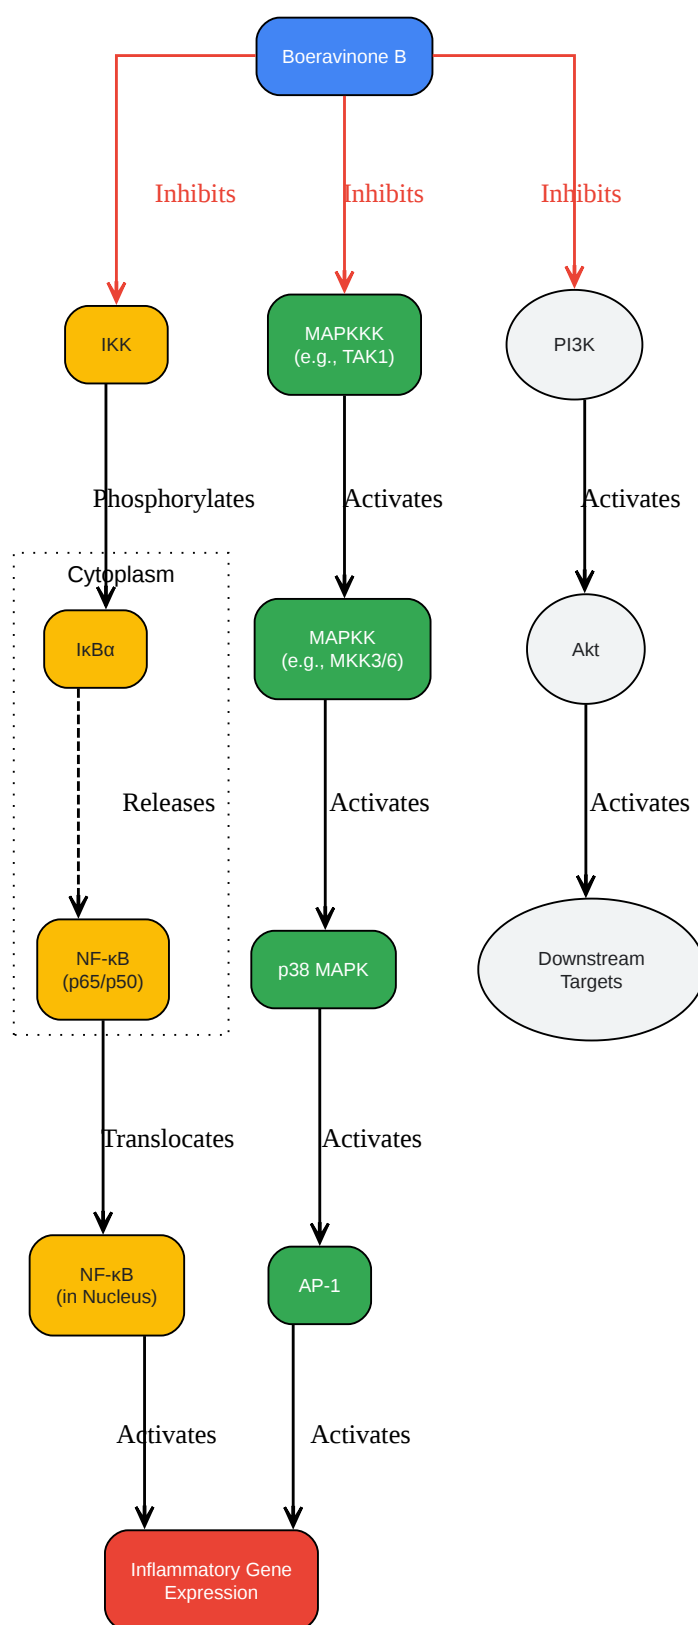 Boeravinone B
Inhibits
Inhibits
Inhibits
IKK
MAPKKK
(e.g., TAK1)
PI3K
Phosphorylates
Activates
Activates
Cytoplasm
IκBα
MAPKK
(e.g., MKK3/6)
Akt
Releases
Activates
Activates
NF-κB
(p65/p50)
p38 MAPK
Downstream
Targets
Translocates
Activates
NF-κB
(in Nucleus)
AP-1
Activates
Activates
Inflammatory Gene
Expression